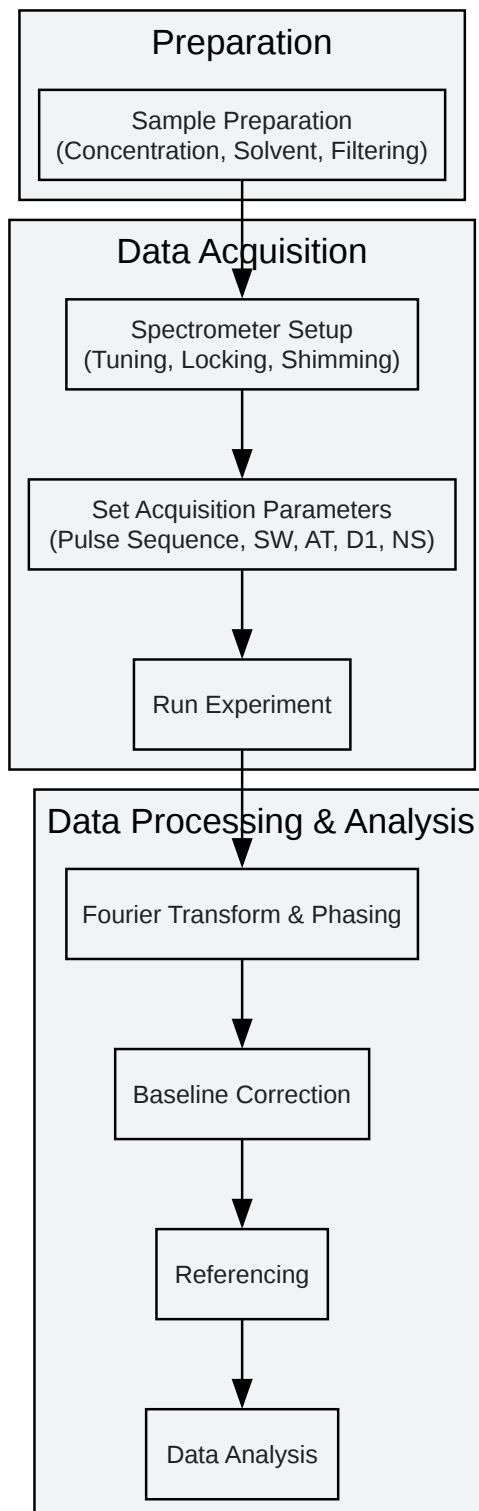 Preparation
Sample Preparation
(Concentration, Solvent, Filtering)
Data Acquisition
Spectrometer Setup
(Tuning, Locking, Shimming)
Set Acquisition Parameters
(Pulse Sequence, SW, AT, D1, NS)
Run Experiment
Data Processing & Analysis
Fourier Transform & Phasing
Baseline Correction
Referencing
Data Analysis